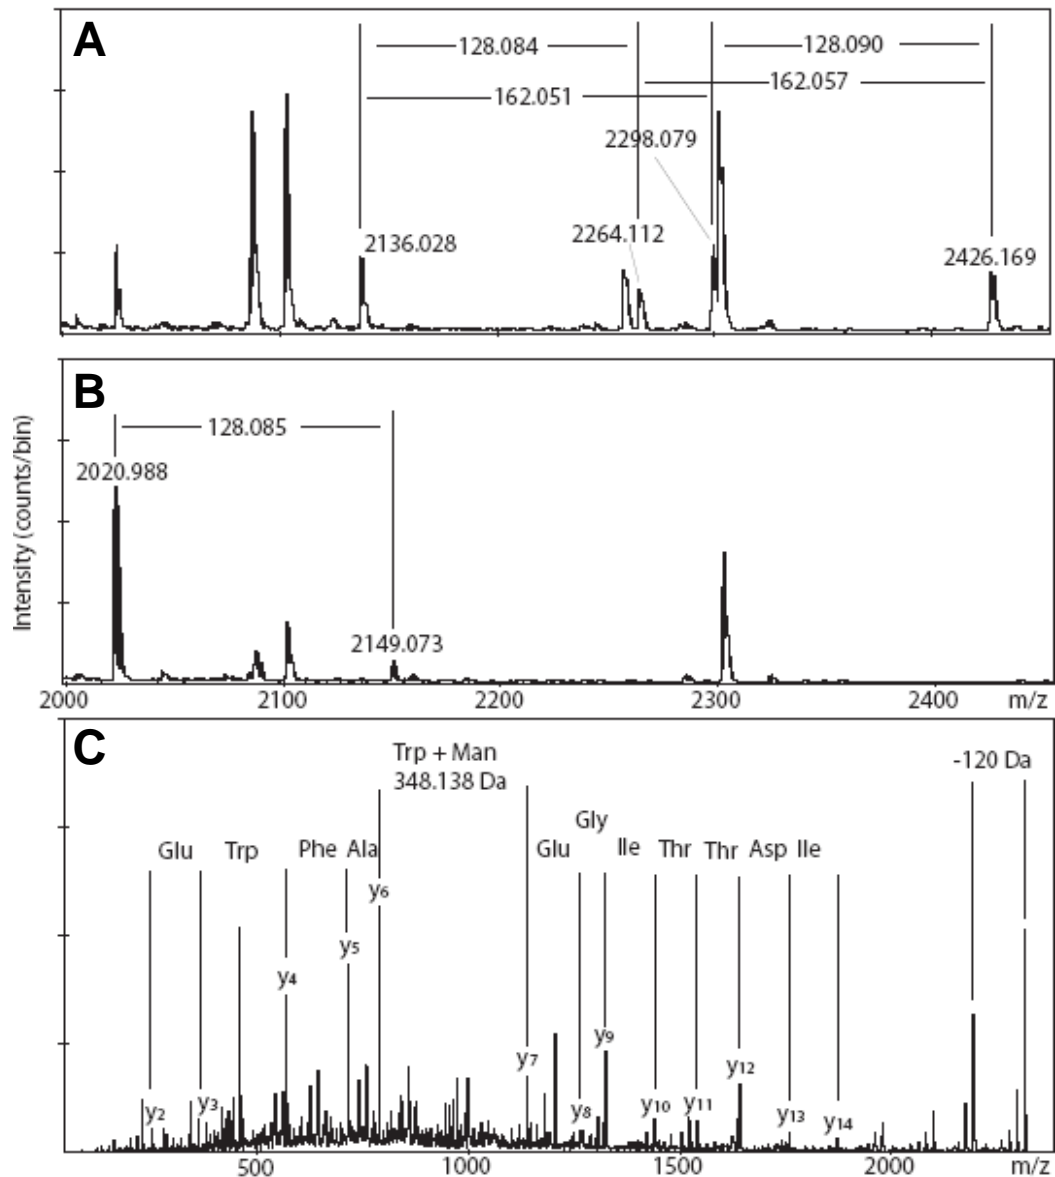 A
128.084
128.090
162.057
162.051
2298.079
2264.112
2136.028
2426.169
B
128.085
2020.988
2149.073
Intensity (counts/bin)
2000 2100 2200 2300 2400 m/z
C
Trp + Man
348.138 Da
-120 Da
Gly
Glu Trp Phe Ala Glu Ile Thr Thr Asp Ile
y6
y5
y4
y9
y7
y12
y2 y3 y8 y10 y11 y13 y14
500 1000 1500 2000 m/z